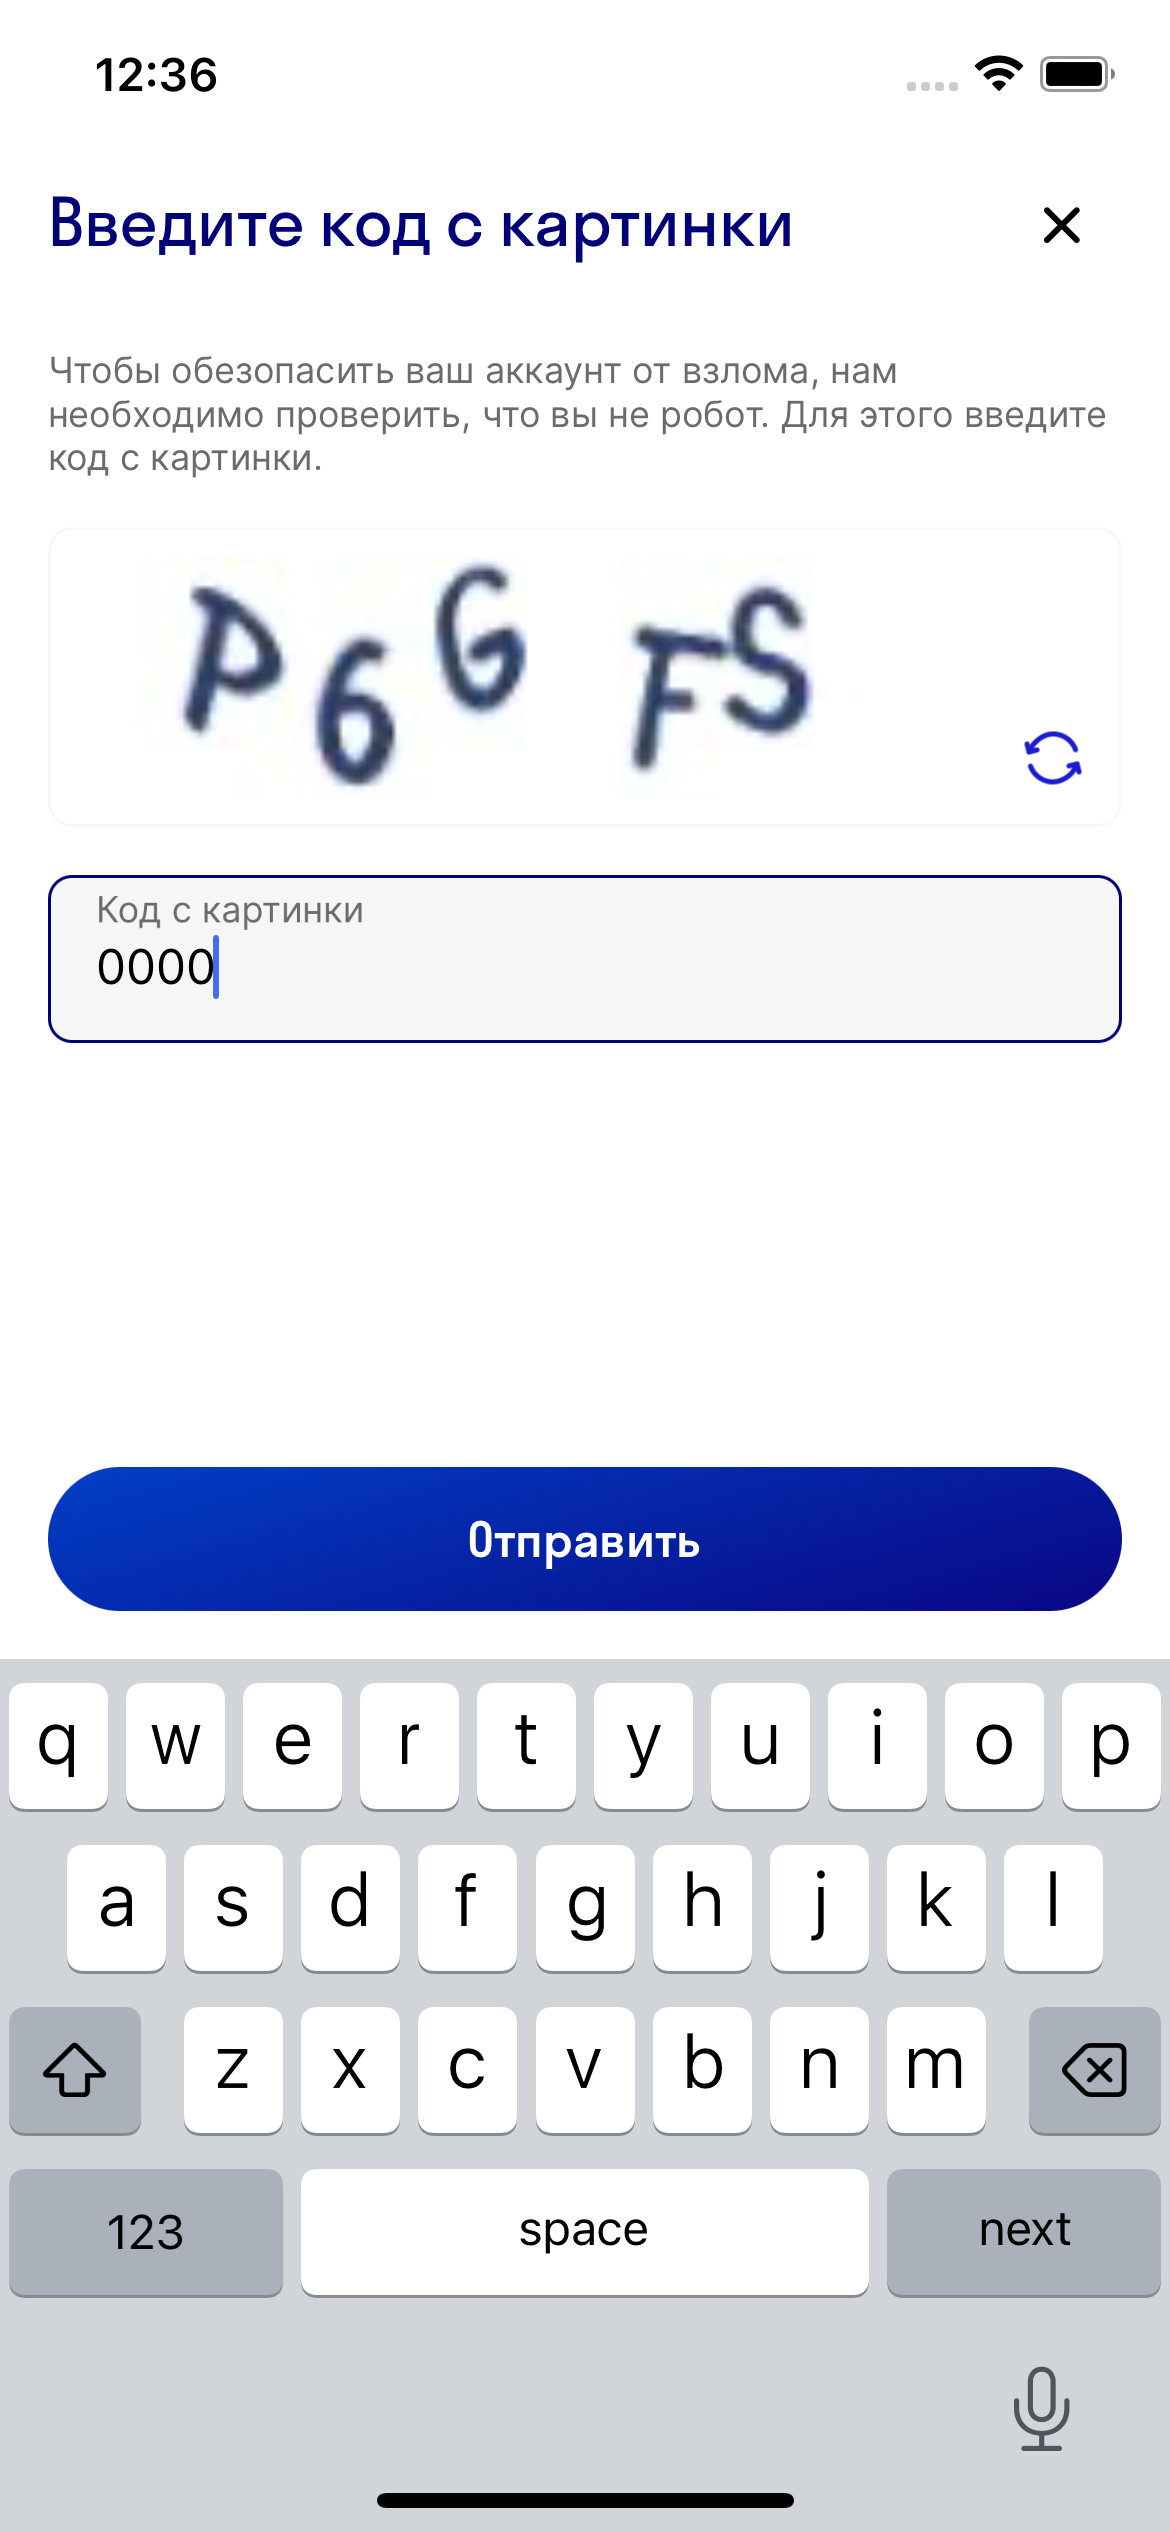 12:36
Введите код с картинки
Чтобы обезопасить ваш аккаунт от взлома, нам
необходимо проверить, что вы не робот. Для этого введите
код с картинки.
P6G FS
Код с картинки
0000
Отправить
q w e r t y u i o p
a s d f g h j k l
z x c v b n m
123 space next